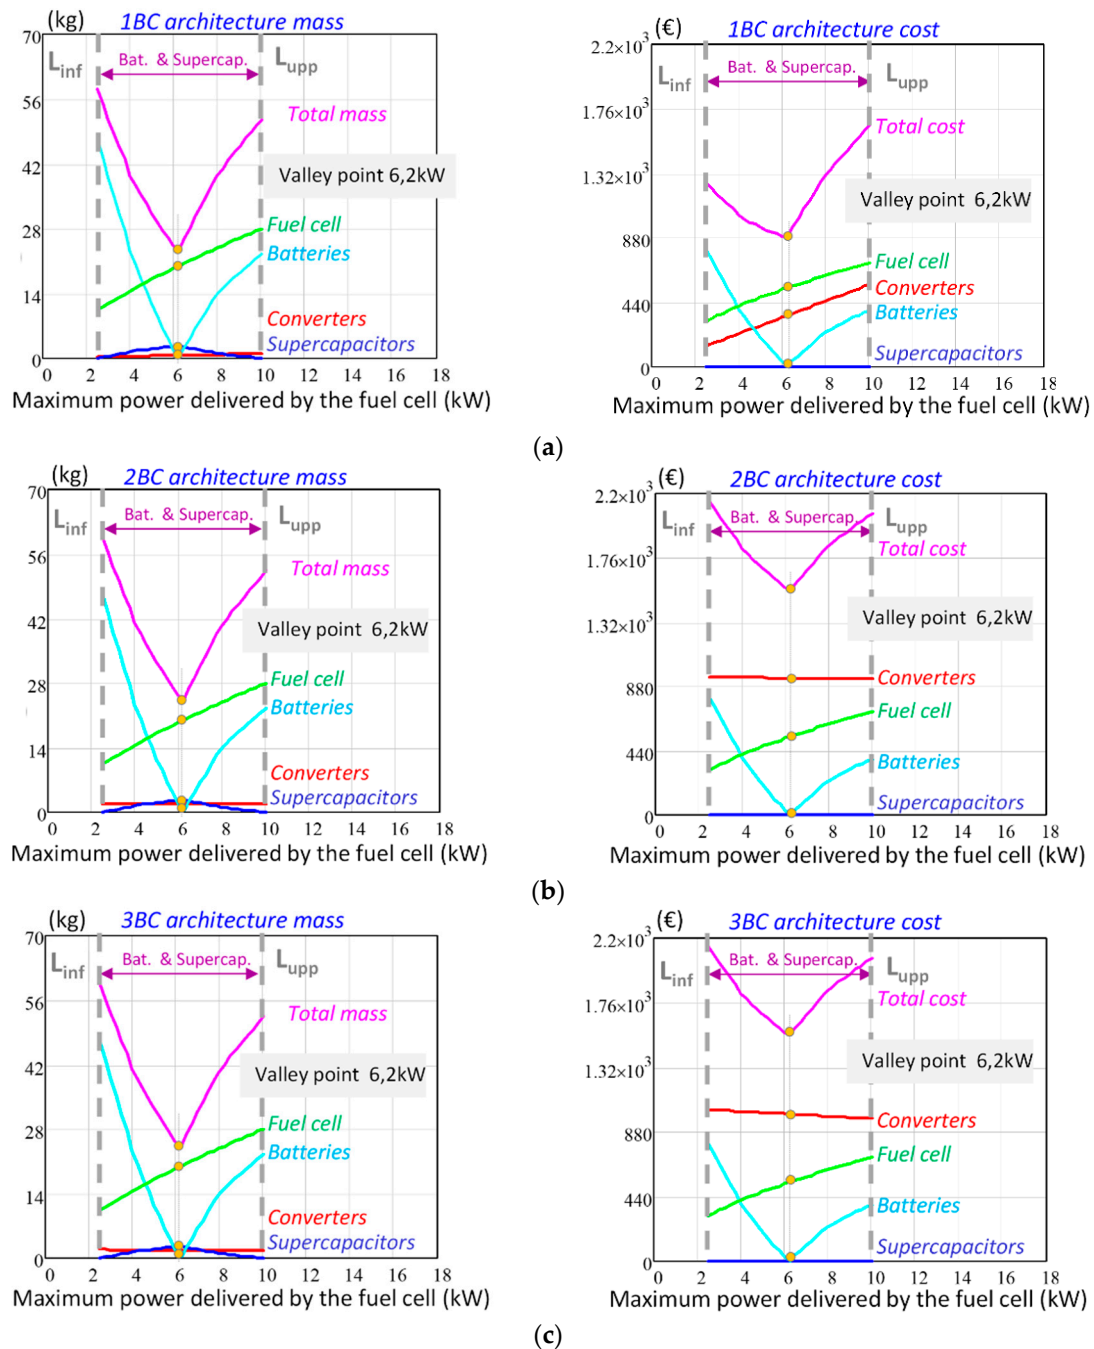 (kg) 1BC architecture mass
70
L inf Bat. & Supercap. L upp
56
Total mass
42
Valley point 6,2kW
28 Fuel cell
Batteries
14
Converters
Supercapacitors
0
0 2 4 6 8 10 12 14 16 18
Maximum power delivered by the fuel cell (kW)
(€) 1BC architecture cost
2.2×10³
L inf Bat. & Supercap. L upp
1.76×10³
Total cost
1.32×10³
Valley point 6,2kW
880
Fuel cell
Converters
440 Batteries
Supercapacitors
0
0 2 4 6 8 10 12 14 16 18
Maximum power delivered by the fuel cell (kW)
(a)
(kg) 2BC architecture mass
70
L inf Bat. & Supercap. L upp
56
Total mass
42
Valley point 6,2kW
28 Fuel cell
Batteries
14
Converters
Supercapacitors
0
0 2 4 6 8 10 12 14 16 18
Maximum power delivered by the fuel cell (kW)
(€) 2BC architecture cost
2.2×10³
L inf Bat. & Supercap. L upp
Total cost
1.76×10³
1.32×10³
Valley point 6,2kW
Converters
880
Fuel cell
440
Batteries
Supercapacitors
0
0 2 4 6 8 10 12 14 16 18
Maximum power delivered by the fuel cell (kW)
(b)
(kg) 3BC architecture mass
70
L inf Bat. & Supercap. L upp
56
Total mass
42
Valley point 6,2kW
28 Fuel cell
Batteries
14
Converters
Supercapacitors
0
0 2 4 6 8 10 12 14 16 18
Maximum power delivered by the fuel cell (kW)
(€) 3BC architecture cost
2.2×10³
L inf Bat. & Supercap. L upp
Total cost
1.76×10³
1.32×10³
Valley point 6,2kW
Converters
880
Fuel cell
440
Batteries
Supercapacitors
0
0 2 4 6 8 10 12 14 16 18
Maximum power delivered by the fuel cell (kW)
(c)